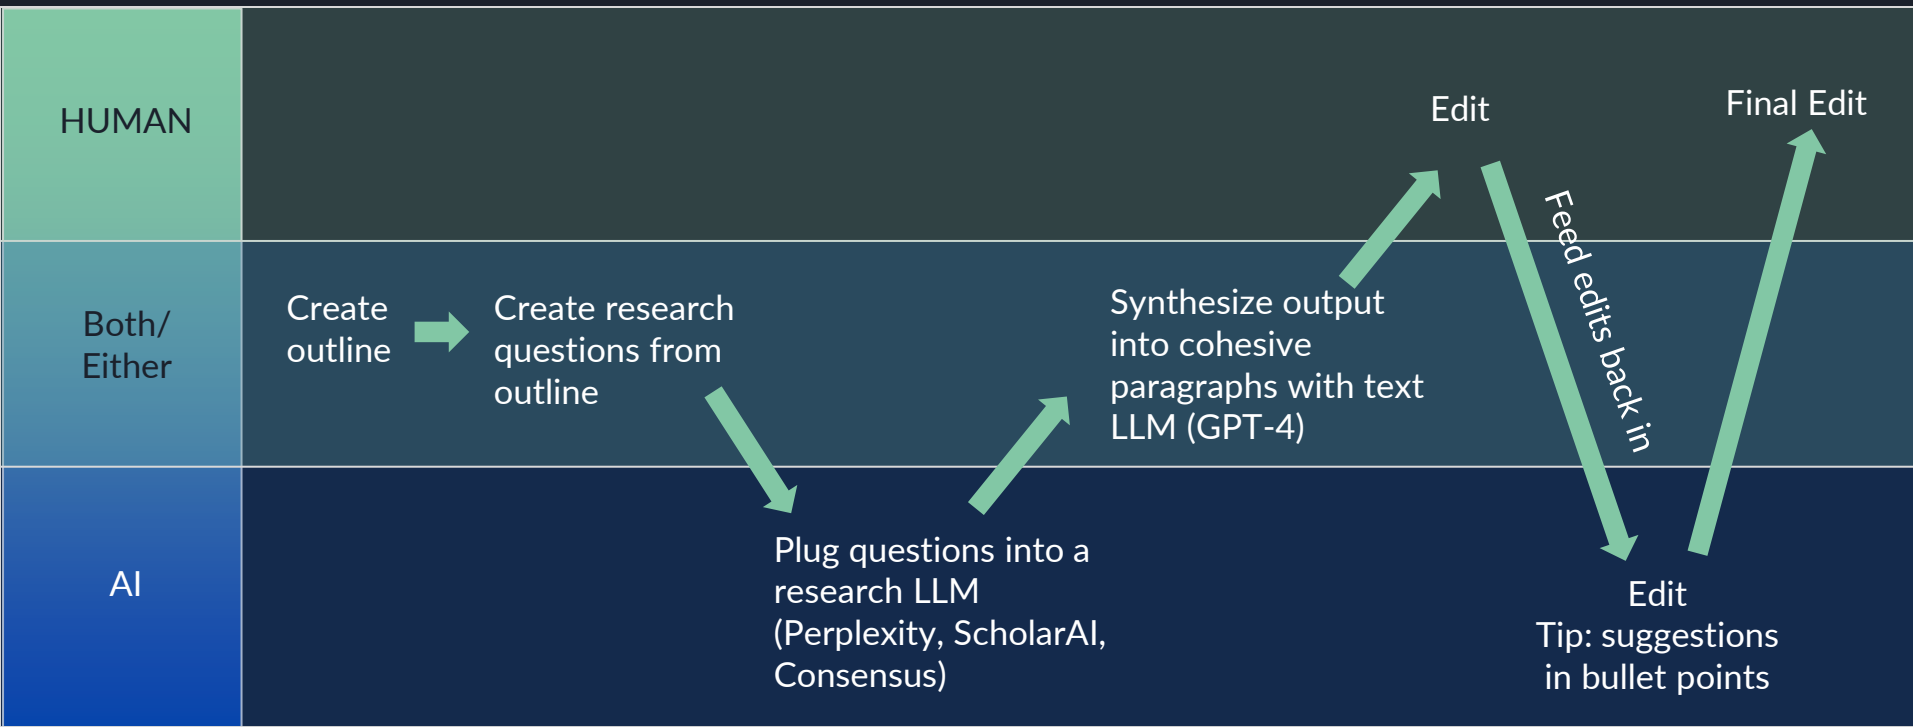 HUMAN
Edit
Final Edit
Feed edits back in
Both/
Either
Create
outline
Create research
questions from
outline
Synthesize output
into cohesive
paragraphs with text
LLM (GPT-4)
AI
Plug questions into a
research LLM
(Perplexity, ScholarAI,
Consensus)
Edit
Tip: suggestions
in bullet points